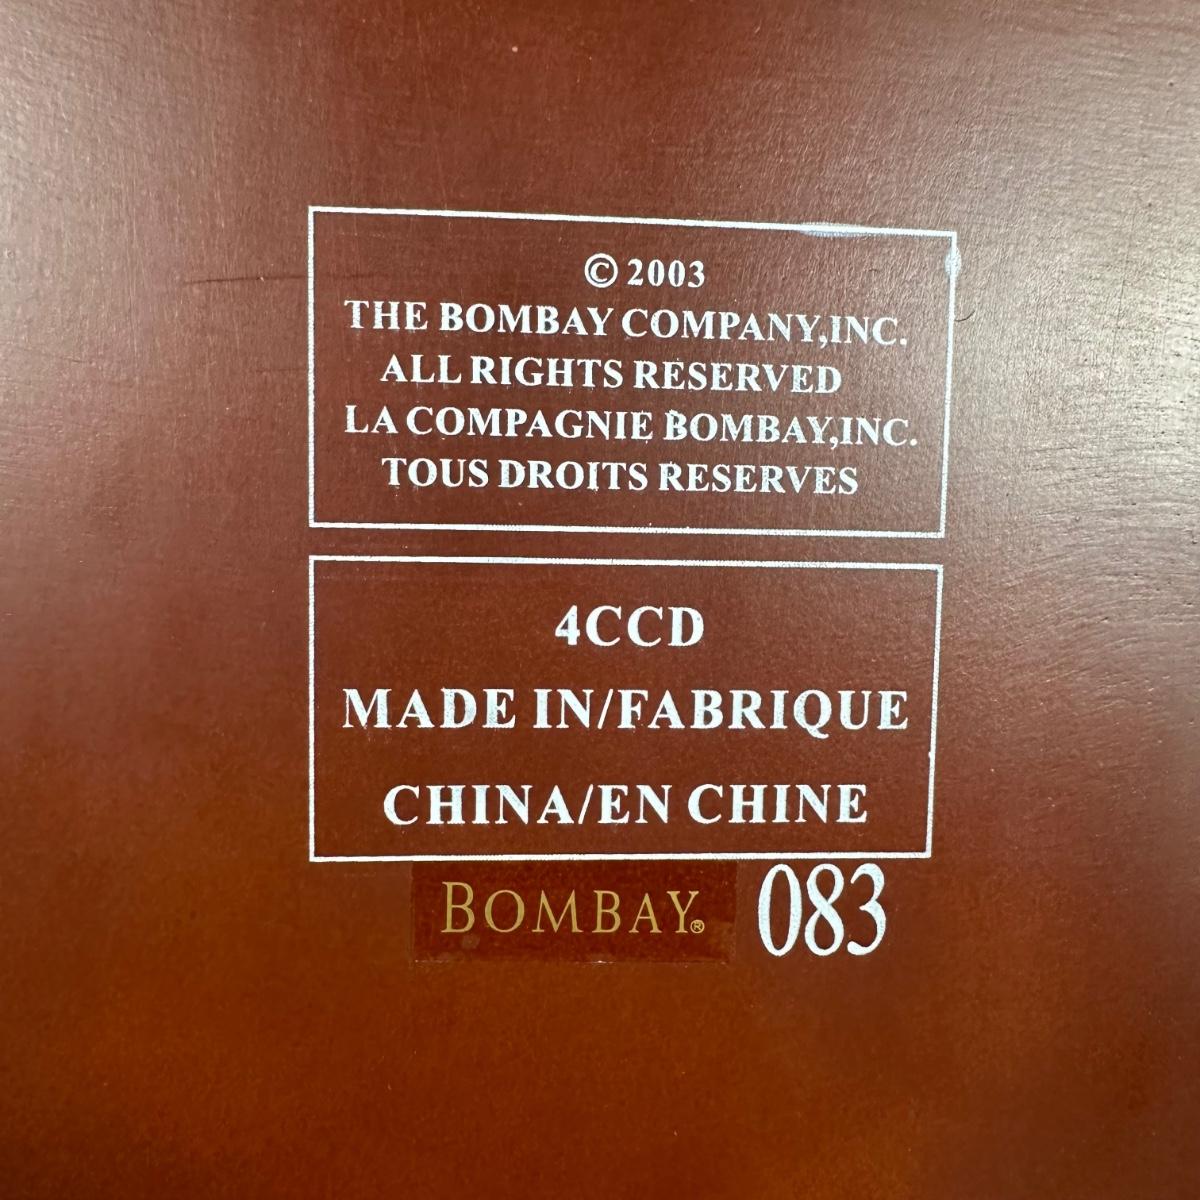 © 2003
THE BOMBAY COMPANY,INC.
ALL RIGHTS RESERVED
LA COMPAGNIE BOMBAY,INC.
TOUS DROITS RESERVES
4CCD
MADE IN/FABRIQUE
CHINA/EN CHINE
BOMBAY® 083